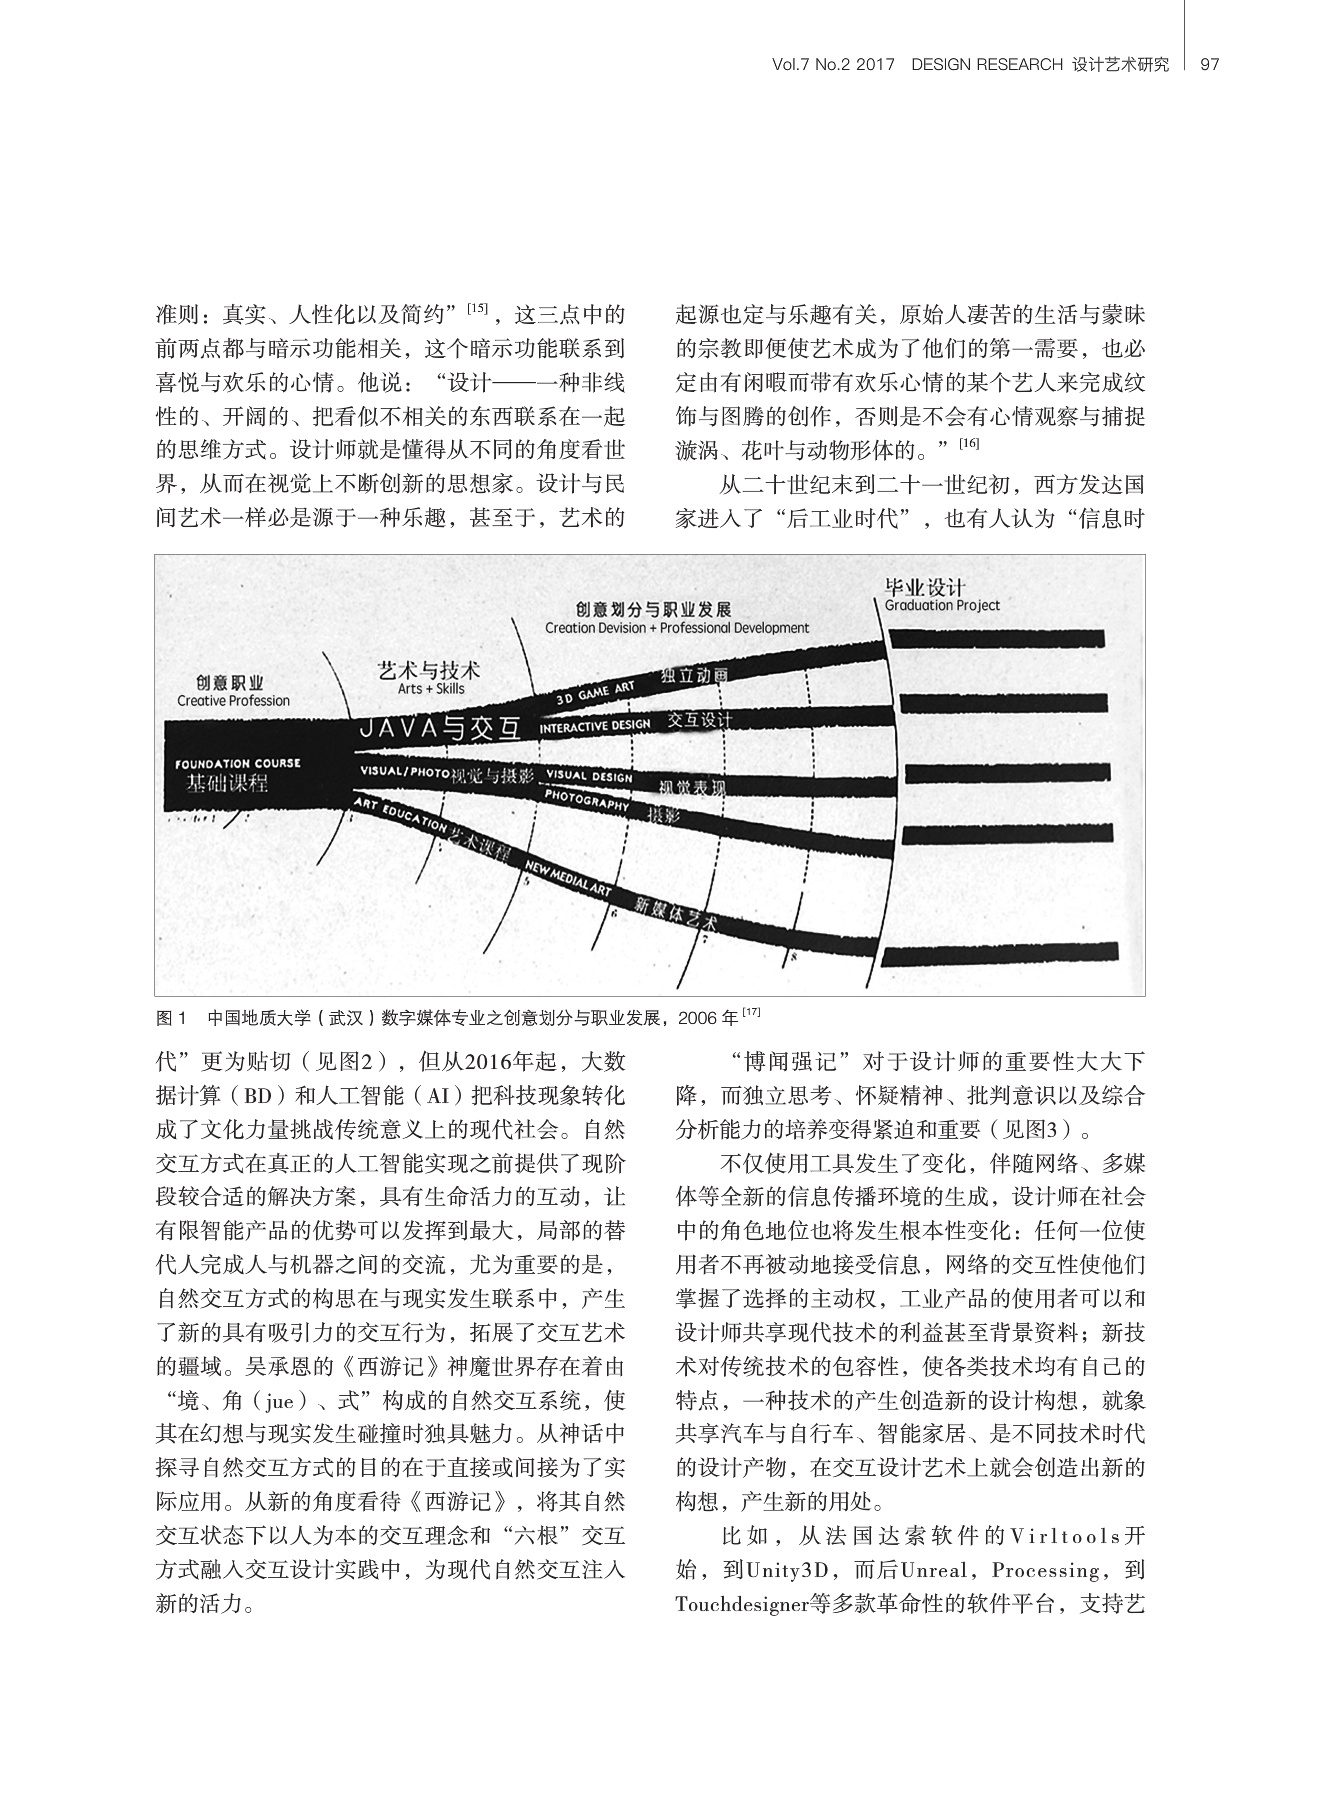 Vol.7 No.2 2017 DESIGN RESEARCH 设计艺术研究 97
准则：真实、人性化以及简约”[15]，这三点中的
前两点都与暗示功能相关，这个暗示功能联系到
喜悦与欢乐的心情。他说：“设计——一种非线
性的、开阔的、把看似不相关的东西联系在一起
的思维方式。设计师就是懂得从不同的角度看世
界，从而在视觉上不断创新的思想家。设计与民
间艺术一样必是源于一种乐趣，甚至于，艺术的
起源也定与乐趣有关，原始人凄苦的生活与蒙昧
的宗教即便使艺术成为了他们的第一需要，也必
定由有闲暇而带有欢乐心情的某个艺人来完成纹
饰与图腾的创作，否则是不会有心情观察与捕捉
漩涡、花叶与动物形体的。”[16]
从二十世纪末到二十一世纪初，西方发达国
家进入了“后工业时代”，也有人认为“信息时
创意职业
Creative Profession
艺术与技术
Arts + Skills
创意划分与职业发展
Creation Devision + Professional Development
毕业设计
Graduation Project
FOUNDATION COURSE
基础课程
JAVA与交互
3D GAME ART 独立动画
INTERACTIVE DESIGN 交互设计
VISUAL/PHOTO视觉与摄影
VISUAL DESIGN 视觉表现
PHOTOGRAPHY 摄影
ART EDUCATION艺术课程
NEW MEDIAL ART 新媒体艺术
5
6
7
8
图 1 中国地质大学（武汉）数字媒体专业之创意划分与职业发展，2006 年[17]
代”更为贴切（见图2），但从2016年起，大数
据计算（BD）和人工智能（AI）把科技现象转化
成了文化力量挑战传统意义上的现代社会。自然
交互方式在真正的人工智能实现之前提供了现阶
段较合适的解决方案，具有生命活力的互动，让
有限智能产品的优势可以发挥到最大，局部的替
代人完成人与机器之间的交流，尤为重要的是，
自然交互方式的构思在与现实发生联系中，产生
了新的具有吸引力的交互行为，拓展了交互艺术
的疆域。吴承恩的《西游记》神魔世界存在着由
“境、角（jue）、式”构成的自然交互系统，使
其在幻想与现实发生碰撞时独具魅力。从神话中
探寻自然交互方式的目的在于直接或间接为了实
际应用。从新的角度看待《西游记》，将其自然
交互状态下以人为本的交互理念和“六根”交互
方式融入交互设计实践中，为现代自然交互注入
新的活力。
“博闻强记”对于设计师的重要性大大下
降，而独立思考、怀疑精神、批判意识以及综合
分析能力的培养变得紧迫和重要（见图3）。
不仅使用工具发生了变化，伴随网络、多媒
体等全新的信息传播环境的生成，设计师在社会
中的角色地位也将发生根本性变化：任何一位使
用者不再被动地接受信息，网络的交互性使他们
掌握了选择的主动权，工业产品的使用者可以和
设计师共享现代技术的利益甚至背景资料；新技
术对传统技术的包容性，使各类技术均有自己的
特点，一种技术的产生创造新的设计构想，就象
共享汽车与自行车、智能家居、是不同技术时代
的设计产物，在交互设计艺术上就会创造出新的
构想，产生新的用处。
比如，从法国达索软件的Virltools开
始，到Unity3D，而后Unreal，Processing，到
Touchdesigner等多款革命性的软件平台，支持艺